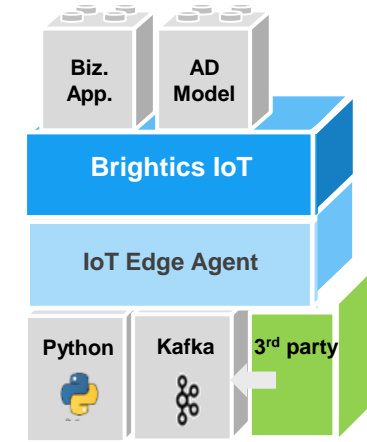 Biz.
App.
AD
Model
Brightics IoT
IoT Edge Agent
Python
Kafka
3rd party